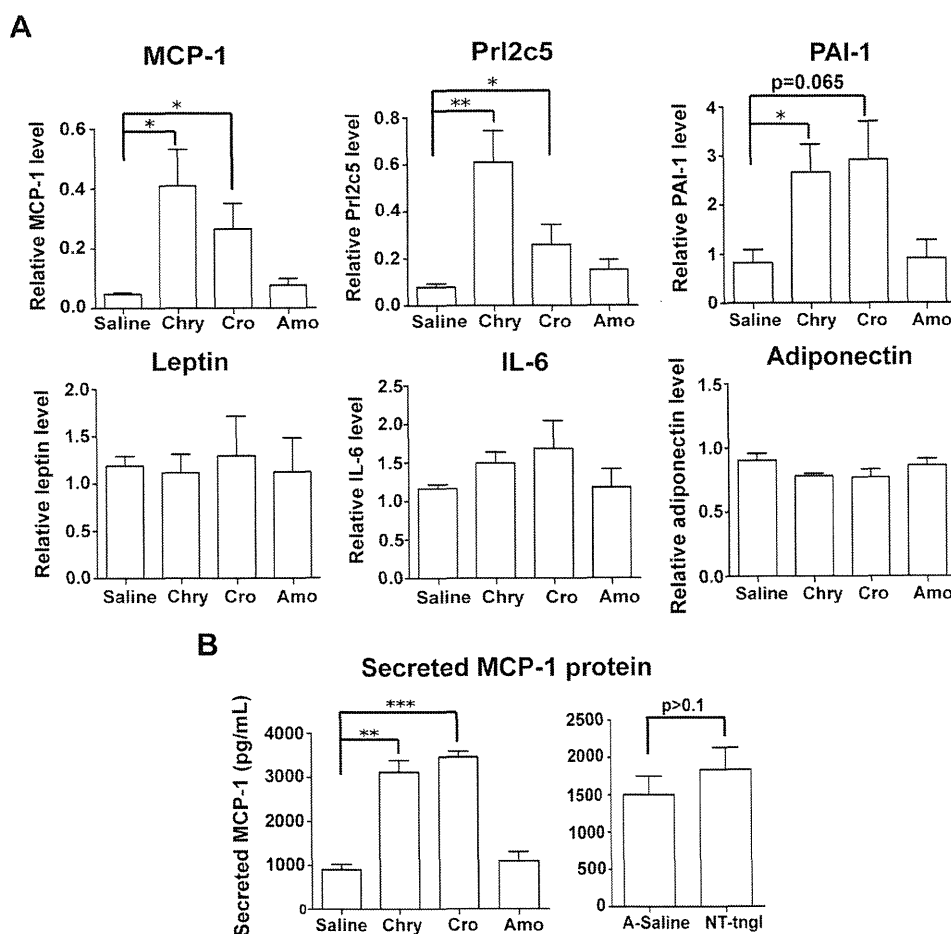 A
MCP-1
Prl2c5
PAI-1
*
*
*
**
p=0.065
*
Relative MCP-1 level
0.6
0.4
0.2
0.0
Saline Chry Cro Amo
Relative Prl2c5 level
0.8
0.6
0.4
0.2
0.0
Saline Chry Cro Amo
Relative PAI-1 level
4
3
2
1
0
Saline Chry Cro Amo
Leptin
IL-6
Adiponectin
Relative leptin level
2.0
1.5
1.0
0.5
0.0
Saline Chry Cro Amo
Relative IL-6 level
2.5
2.0
1.5
1.0
0.5
0.0
Saline Chry Cro Amo
Relative adiponectin level
1.5
1.0
0.5
0.0
Saline Chry Cro Amo
B
Secreted MCP-1 protein
***
**
Secreted MCP-1 (pg/mL)
4000
3000
2000
1000
0
Saline Chry Cro Amo
p>0.1
2500
2000
1500
1000
500
0
A-Saline NT-tngl